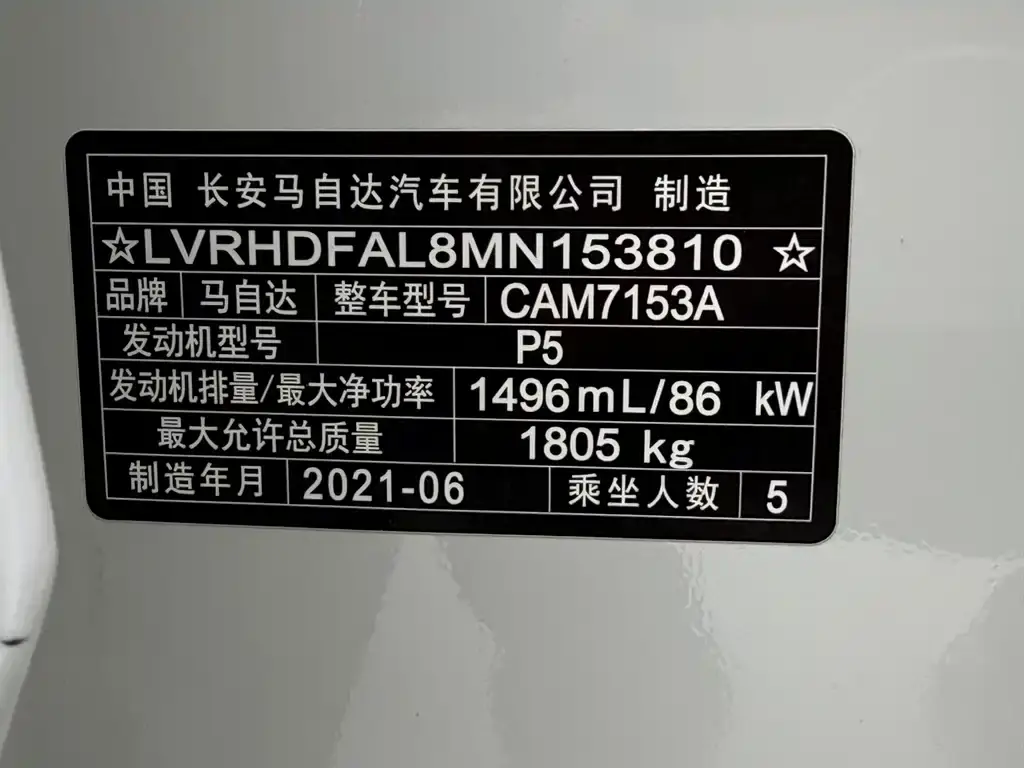 中国 长安马自达汽车有限公司 制造
☆LVRHDFAL8MN153810☆
品牌 马自达 整车型号 CAM7153A
发动机型号 P5
发动机排量/最大净功率 1496mL/86 kW
最大允许总质量 1805 kg
制造年月 2021-06 乘坐人数 5